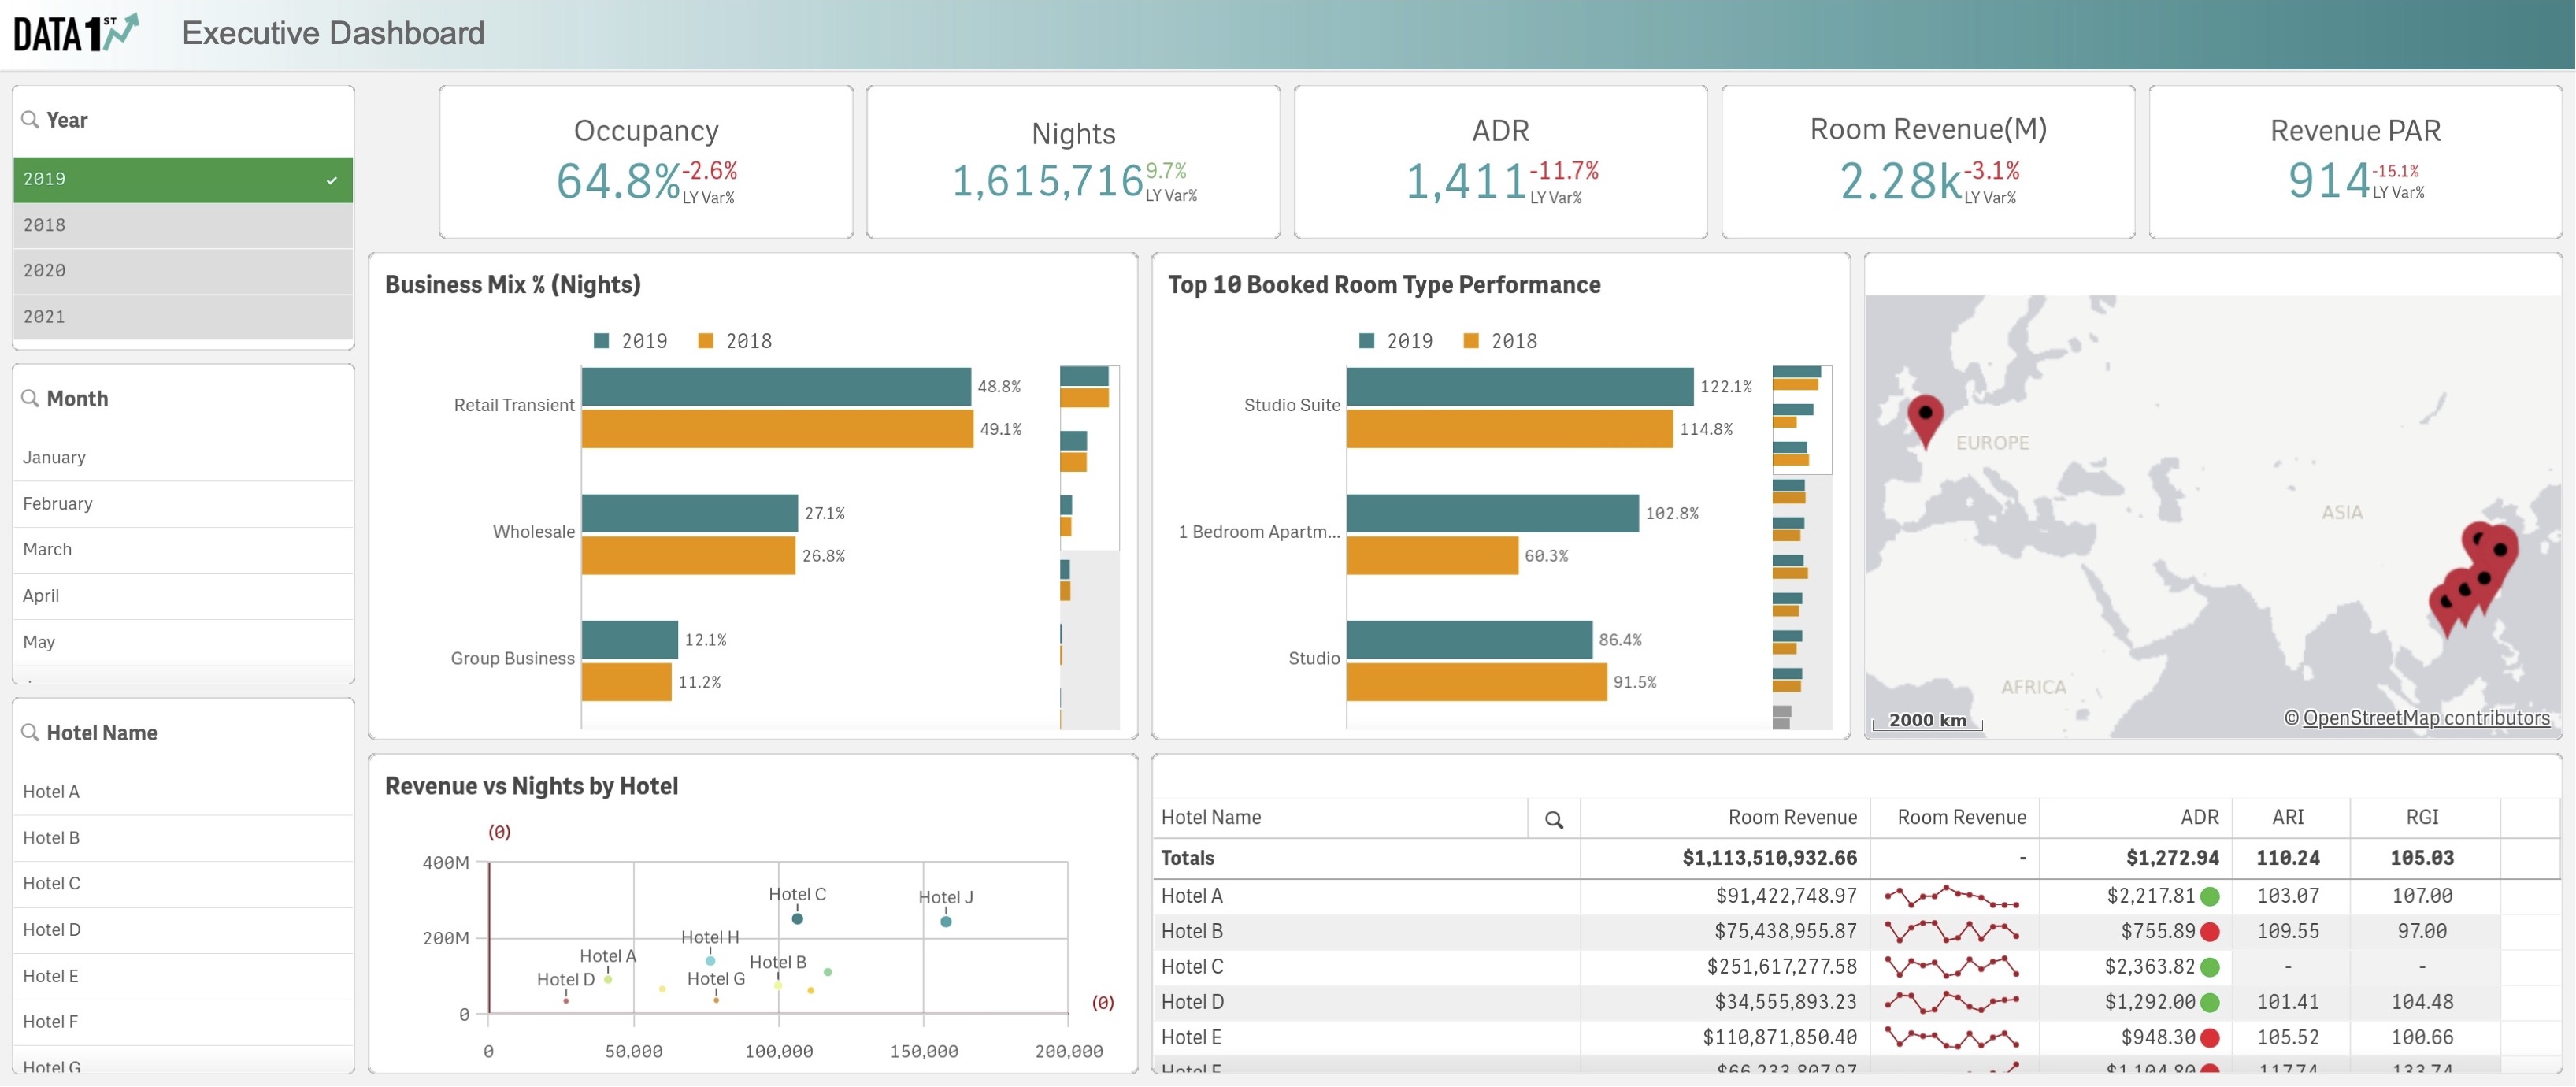 DATA 1ST
Executive Dashboard
Year
2019
2018
2020
2021
Month
January
February
March
April
May
Hotel Name
Hotel A
Hotel B
Hotel C
Hotel D
Hotel E
Hotel F
Hotel G
Occupancy
64.8% -2.6%
LY Var%
Nights
1,615,716 9.7%
LY Var%
ADR
1,411 -11.7%
LY Var%
Room Revenue(M)
2.28k -3.1%
LY Var%
Revenue PAR
914 -15.1%
LY Var%
Business Mix % (Nights)
2019 2018
Retail Transient
48.8%
49.1%
Wholesale
27.1%
26.8%
Group Business
12.1%
11.2%
Top 10 Booked Room Type Performance
2019 2018
Studio Suite
122.1%
114.8%
1 Bedroom Apartm...
102.8%
60.3%
Studio
86.4%
91.5%
EUROPE
ASIA
AFRICA
2000 km
© OpenStreetMap contributors
Revenue vs Nights by Hotel
(0)
400M
200M
0
Hotel C
Hotel J
Hotel H
Hotel A
Hotel B
Hotel D
Hotel G
(0)
0 50,000 100,000 150,000 200,000
Hotel Name Room Revenue Room Revenue ADR ARI RGI
Totals $1,113,510,932.66 - $1,272.94 110.24 105.03
Hotel A $91,422,748.97 $2,217.81 103.07 107.00
Hotel B $75,438,955.87 $755.89 109.55 97.00
Hotel C $251,617,277.58 $2,363.82 - -
Hotel D $34,555,893.23 $1,292.00 101.41 104.48
Hotel E $110,871,850.40 $948.30 105.52 100.66
Hotel F $66,233,807.97 $1,104.80 117.74 133.74